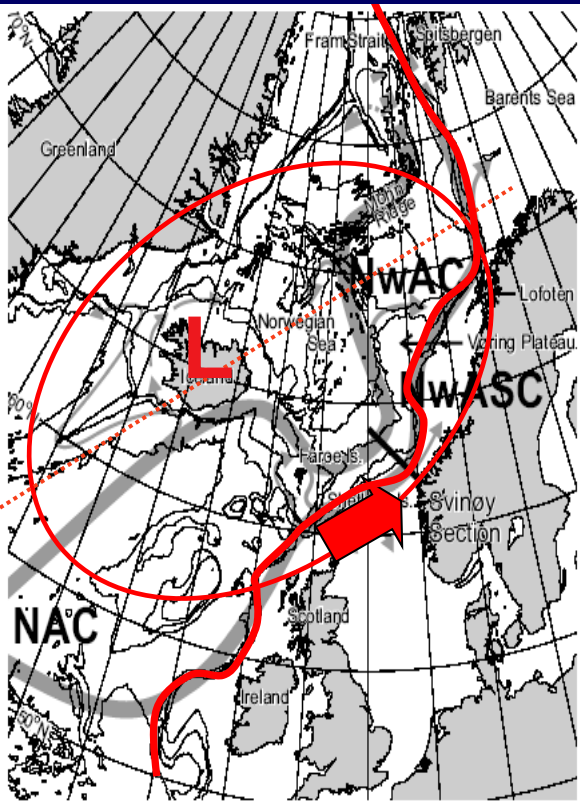 70°N
Fram Strait
Spitsbergen
Barents Sea
Greenland
Mohn
Ridge
NwAC
Lofoten
L
Norwegian
Sea
Vøring Plateau
Iceland
NwASC
60°
Faroe Is.
Svinøy
Section
NAC
Scotland
Ireland
50°N